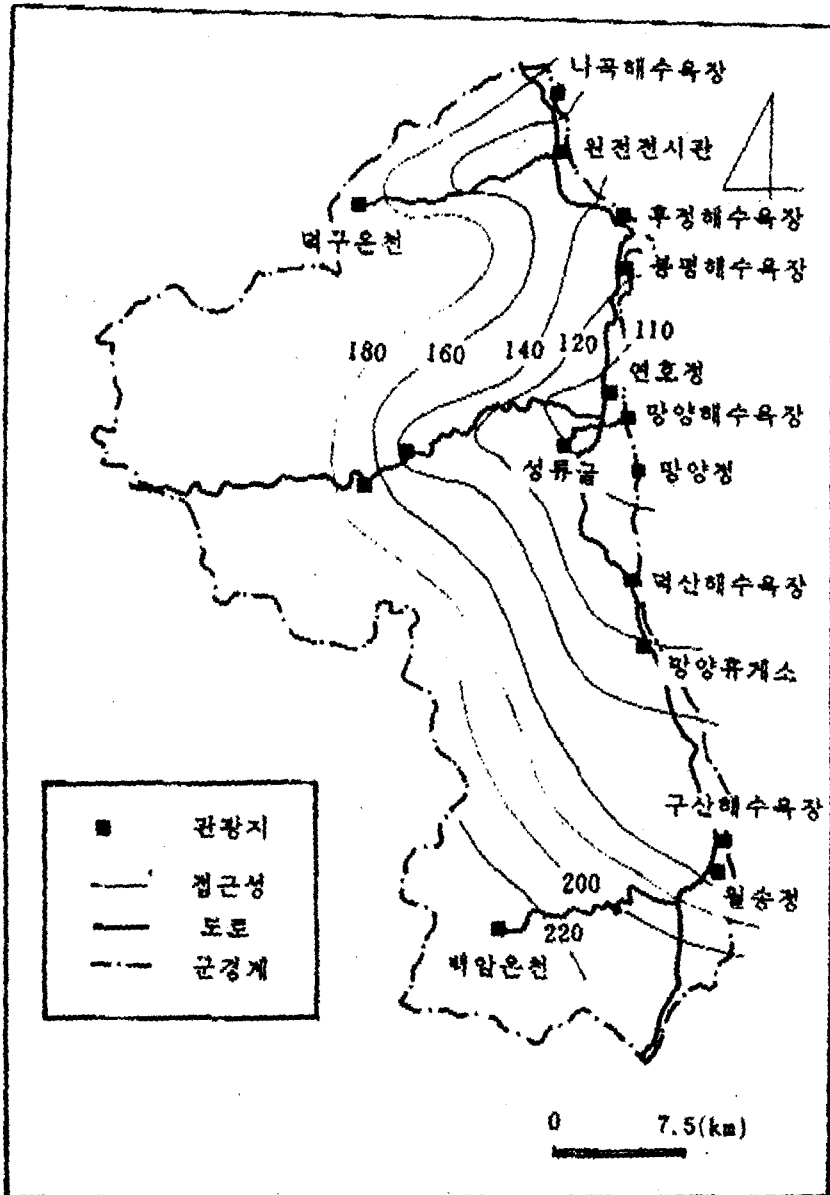 나곡해수욕장
원전전시관
후정해수욕장
덕구온천
봉평해수욕장
180 160 140 120 110
연호정
망양해수욕장
성류굴 망양정
덕산해수욕장
망양휴게소
구산해수욕장
관광지
접근성
도로
군경계
200
월송정
220
백암온천
0 7.5(km)